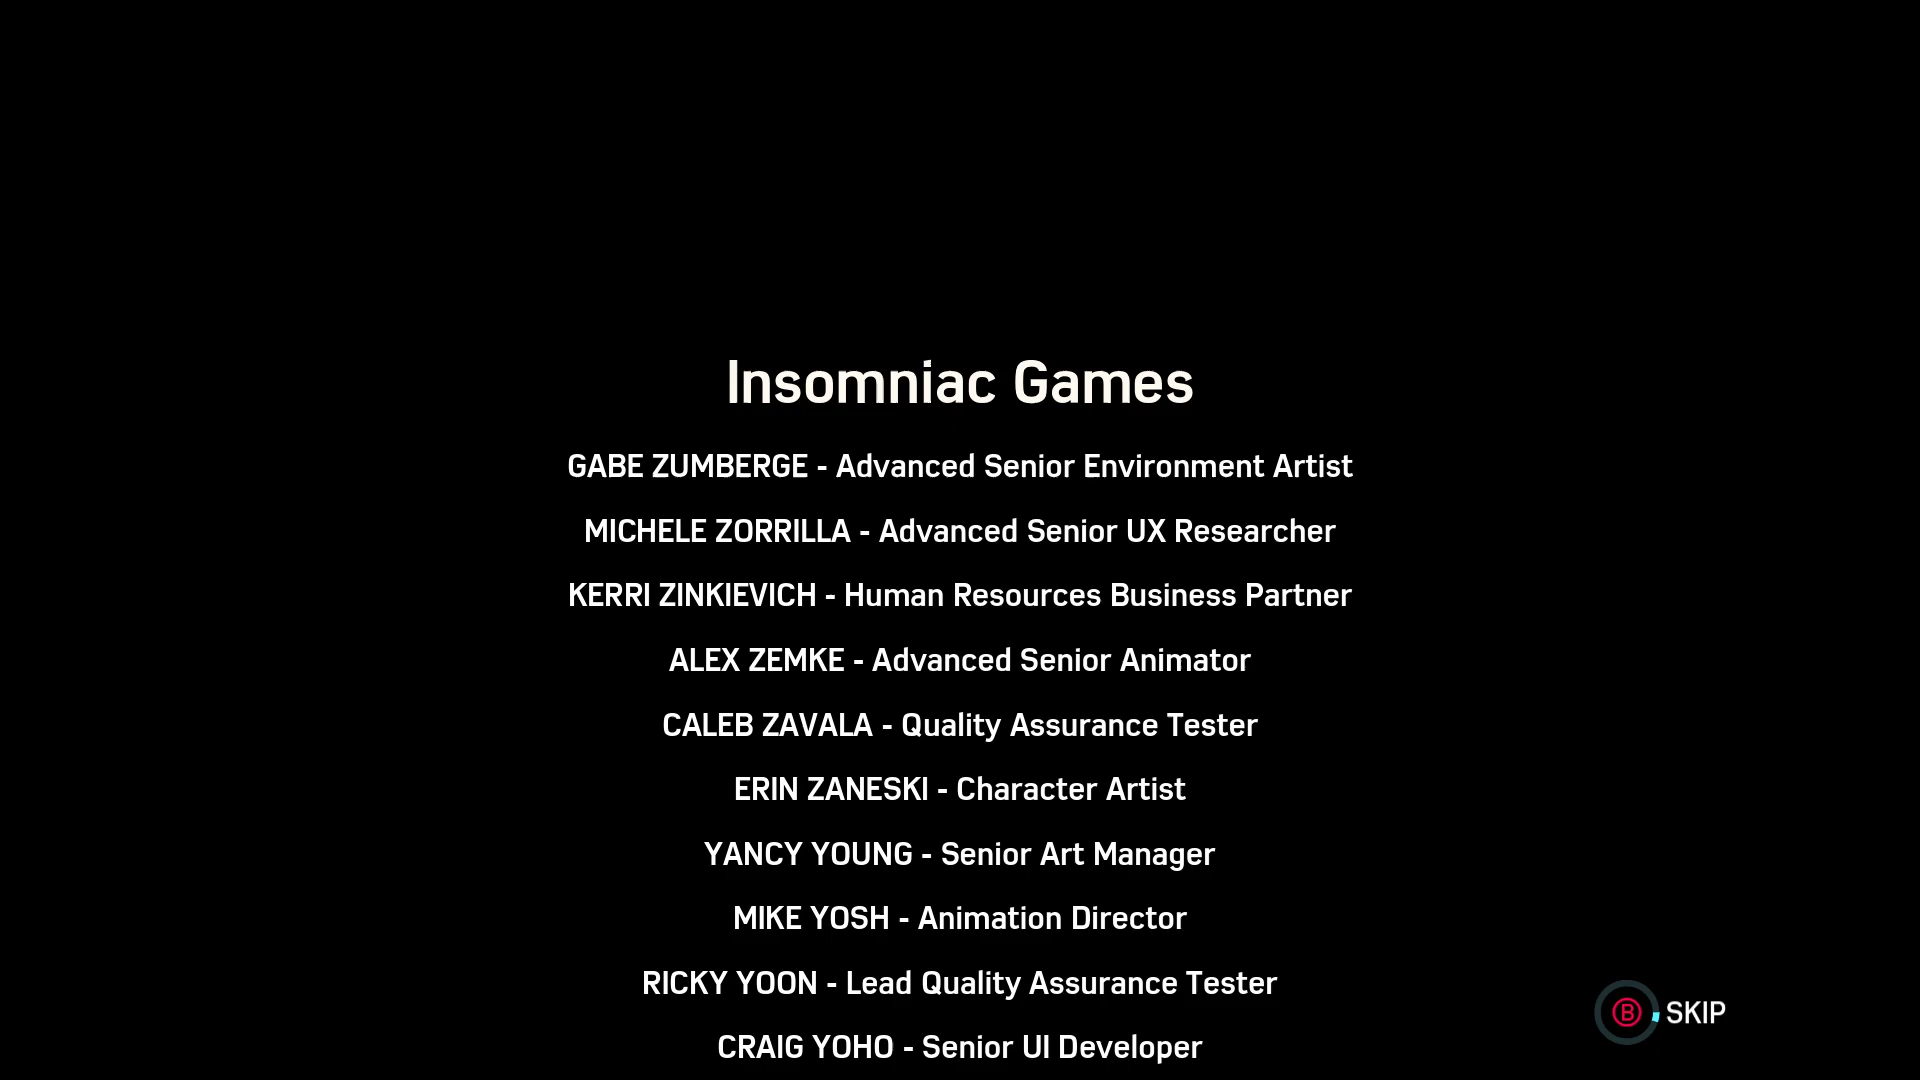 Insomniac Games
GABE ZUMBERGE - Advanced Senior Environment Artist
MICHELE ZORRILLA - Advanced Senior UX Researcher
KERRI ZINKIEVICH - Human Resources Business Partner
ALEX ZEMKE - Advanced Senior Animator
CALEB ZAVALA - Quality Assurance Tester
ERIN ZANESKI - Character Artist
YANCY YOUNG - Senior Art Manager
MIKE YOSH - Animation Director
RICKY YOON - Lead Quality Assurance Tester
B SKIP
CRAIG YOHO - Senior UI Developer